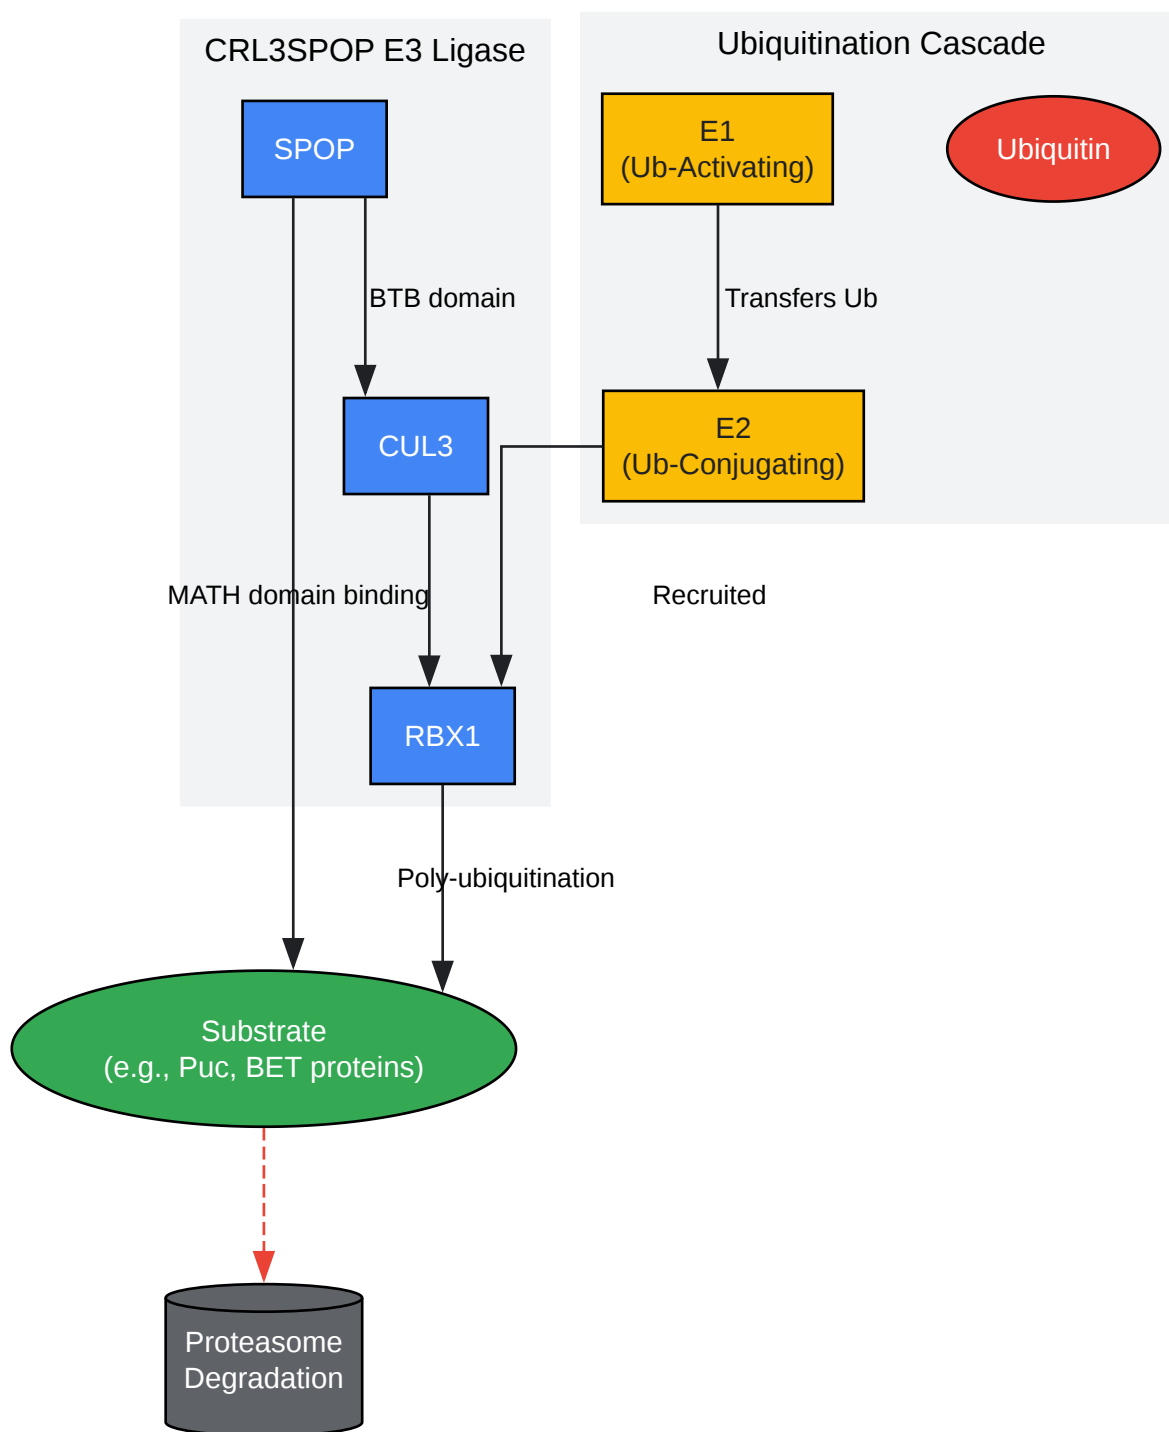 CRL3SPOP E3 Ligase
Ubiquitination Cascade
SPOP
E1
(Ub-Activating)
Ubiquitin
BTB domain
Transfers Ub
CUL3
E2
(Ub-Conjugating)
MATH domain binding
Recruited
RBX1
Poly-ubiquitination
Substrate
(e.g., Puc, BET proteins)
Proteasome
Degradation